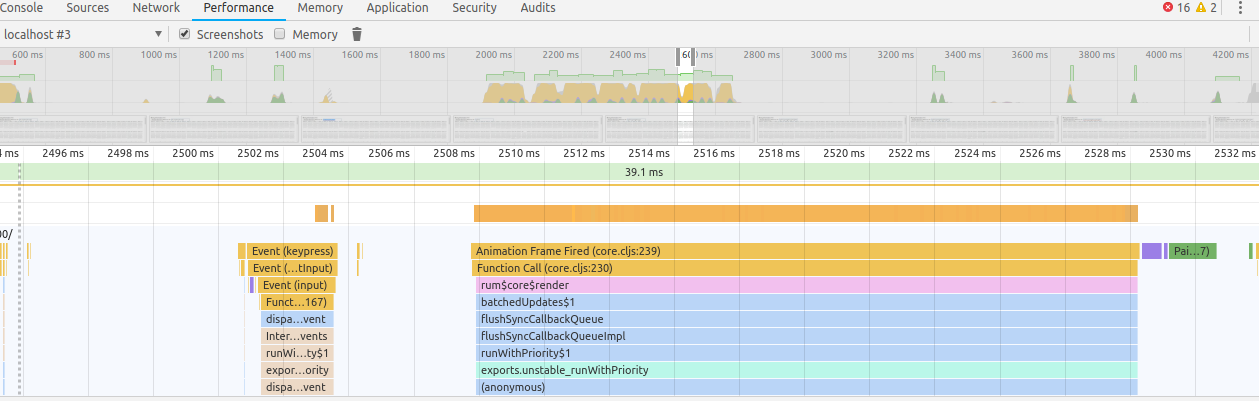 Console Sources Network Performance Memory Application Security Audits 16 2
localhost #3 Screenshots Memory
600 ms 800 ms 1000 ms 1200 ms 1400 ms 1600 ms 1800 ms 2000 ms 2200 ms 2400 ms 600 ms 2800 ms 3000 ms 3200 ms 3400 ms 3600 ms 3800 ms 4000 ms 4200 ms
4 ms 2496 ms 2498 ms 2500 ms 2502 ms 2504 ms 2506 ms 2508 ms 2510 ms 2512 ms 2514 ms 2516 ms 2518 ms 2520 ms 2522 ms 2524 ms 2526 ms 2528 ms 2530 ms 2532 ms
39.1 ms
00/
Event (keypress) Animation Frame Fired (core.cljs:239) Pai…7)
Event (…tInput) Function Call (core.cljs:230)
Event (input) rum$core$render
Funct…167) batchedUpdates$1
dispa…vent flushSyncCallbackQueue
Inter…vents flushSyncCallbackQueueImpl
runWi…ty$1 runWithPriority$1
expor…ority exports.unstable_runWithPriority
dispa…vent (anonymous)